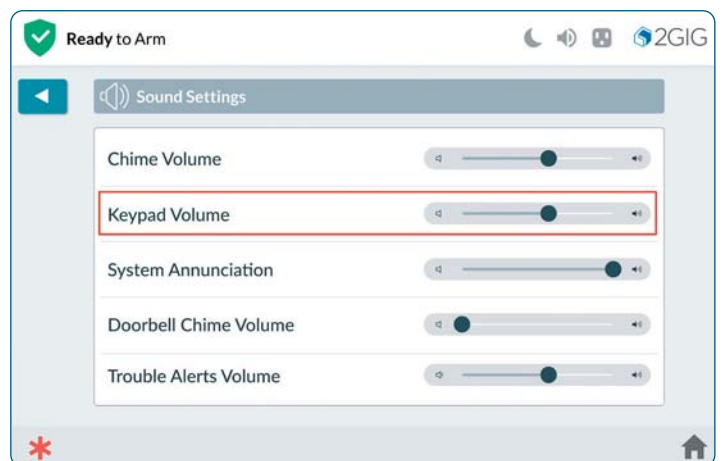 Ready to Arm
2GIG
Sound Settings
Chime Volume
Keypad Volume
System Annunciation
Doorbell Chime Volume
Trouble Alerts Volume